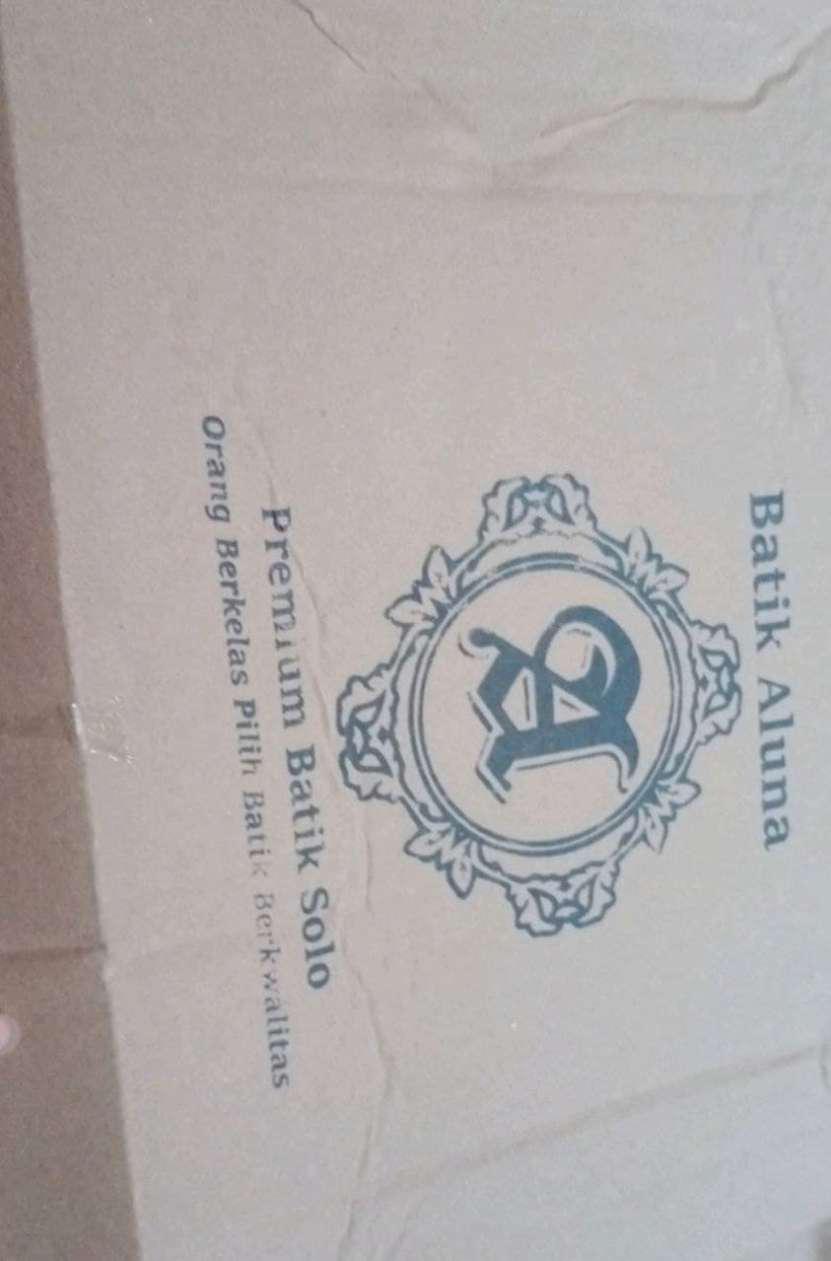 Batik Aluna
A
Premium Batik Solo
Orang Berkelas Pilih Batik Berkwalitas